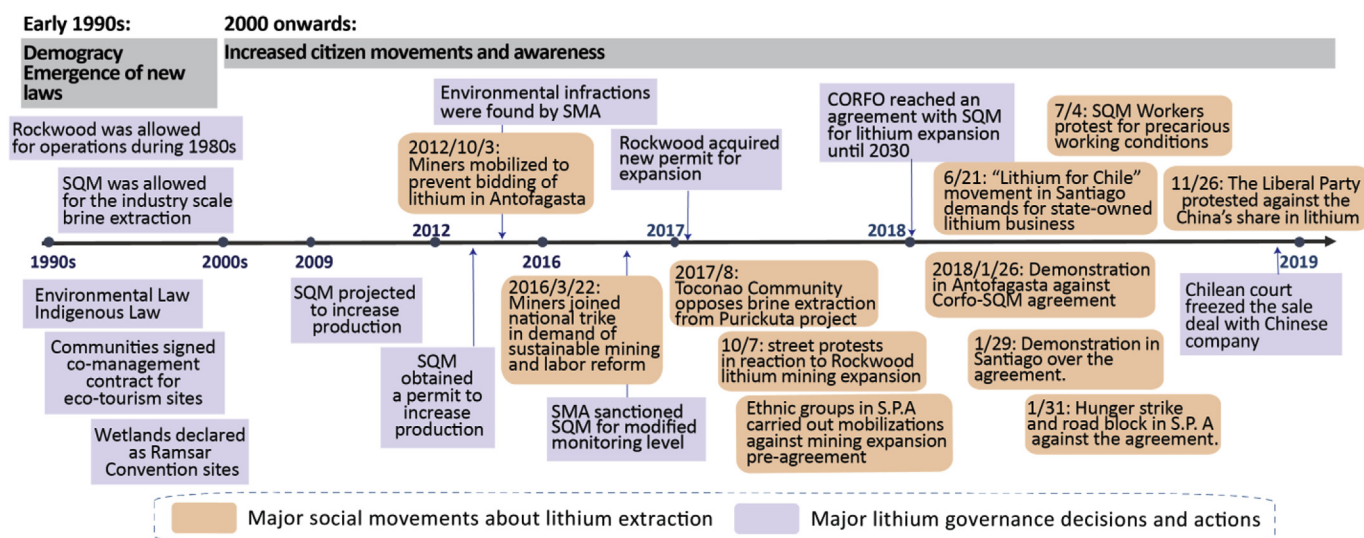 Early 1990s:
2000 onwards:
Demogracy
Emergence of new
laws
Increased citizen movements and awareness
Rockwood was allowed
for operations during 1980s
SQM was allowed
for the industry scale
brine extraction
Environmental infractions
were found by SMA
2012/10/3:
Miners mobilized to
prevent bidding of
lithium in Antofagasta
Rockwood acquired
new permit for
expansion
CORFO reached an
agreement with SQM
for lithium expansion
until 2030
7/4: SQM Workers
protest for precarious
working conditions
6/21: “Lithium for Chile”
movement in Santiago
demands for state-owned
lithium business
11/26: The Liberal Party
protested against the
China’s share in lithium
1990s
2000s
2009
2012
2016
2017
2018
2019
Environmental Law
Indigenous Law
Communities signed
co-management
contract for
eco-tourism sites
Wetlands declared
as Ramsar
Convention sites
SQM projected
to increase
production
SQM
obtained
a permit to
increase
production
2016/3/22:
Miners joined
national trike
in demand of
sustainable mining
and labor reform
SMA sanctioned
SQM for modified
monitoring level
2017/8:
Toconao Community
opposes brine extraction
from Purickuta project
10/7: street protests
in reaction to Rockwood
lithium mining expansion
Ethnic groups in S.P.A
carried out mobilizations
against mining expansion
pre-agreement
2018/1/26: Demonstration
in Antofagasta against
Corfo-SQM agreement
1/29: Demonstration in
Santiago over the
agreement.
1/31: Hunger strike
and road block in S.P. A
against the agreement.
Chilean court
freezed the sale
deal with Chinese
company
Major social movements about lithium extraction
Major lithium governance decisions and actions